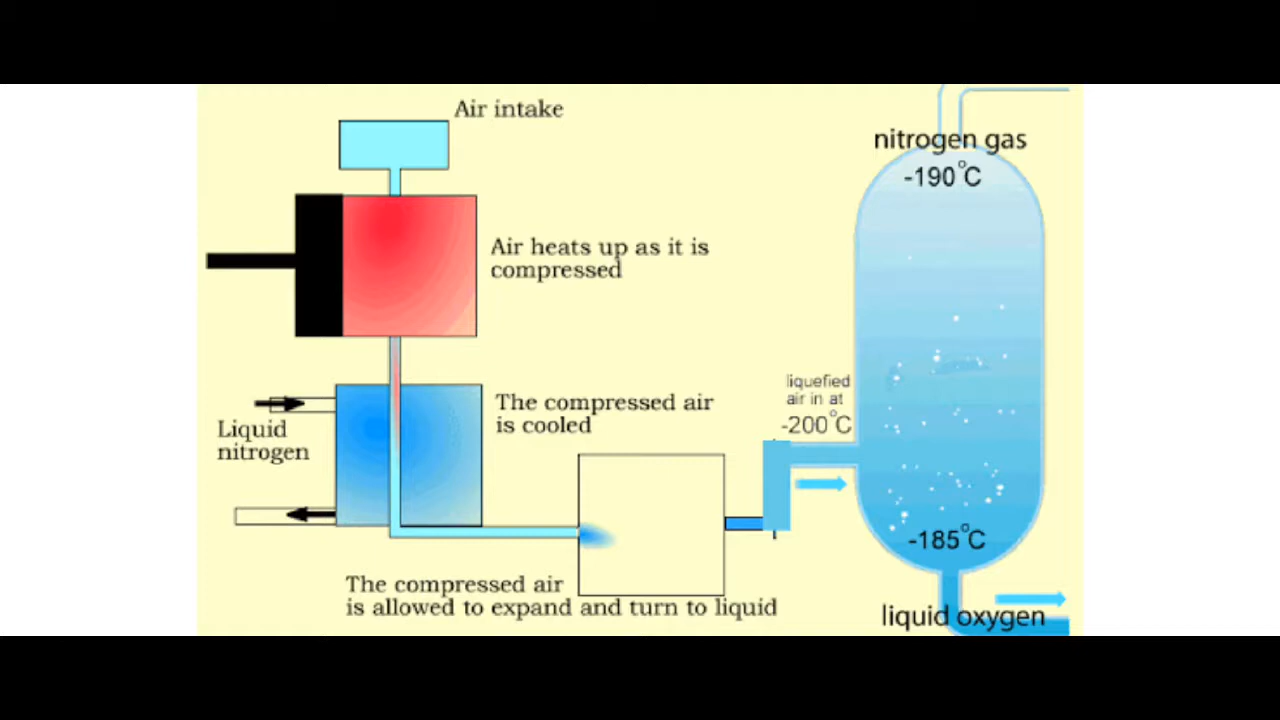 Air intake
nitrogen gas
-190°C
Air heats up as it is
compressed
liquefied
air in at
-200°C
The compressed air
is cooled
Liquid
nitrogen
-185°C
The compressed air
is allowed to expand and turn to liquid
liquid oxygen